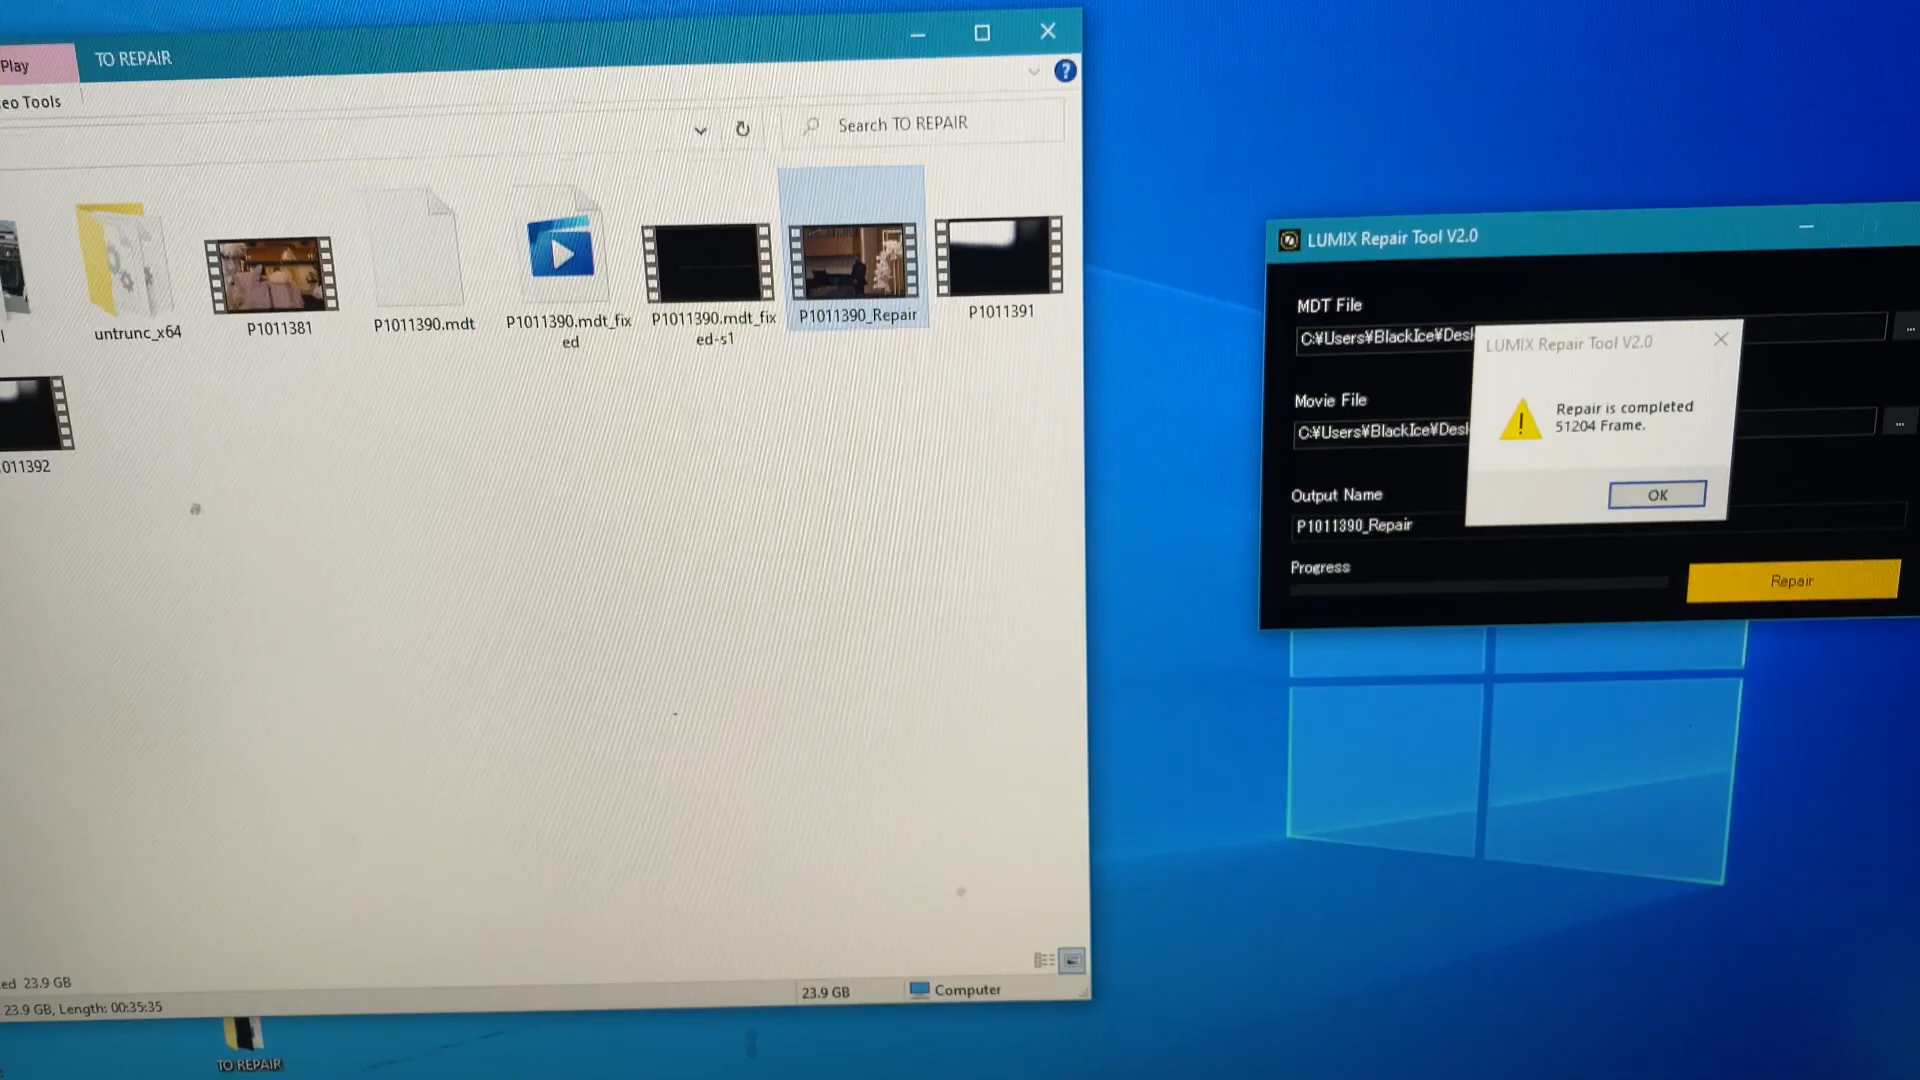 Play
TO REPAIR
eo Tools
Search TO REPAIR
untrunc_x64
P1011381
P1011390.mdt
P1011390.mdt_fix
ed
P1011390.mdt_fix
ed-s1
P1011390_Repair
P1011391
011392
ed 23.9 GB
23.9 GB
Computer
23.9 GB, Length: 00:35:35
TO REPAIR
LUMIX Repair Tool V2.0
MDT File
C:¥Users¥BlackIce¥Desk
...
Movie File
C:¥Users¥BlackIce¥Desk
...
Output Name
P1011390_Repair
Progress
Repair
LUMIX Repair Tool V2.0
Repair is completed
51204 Frame.
OK